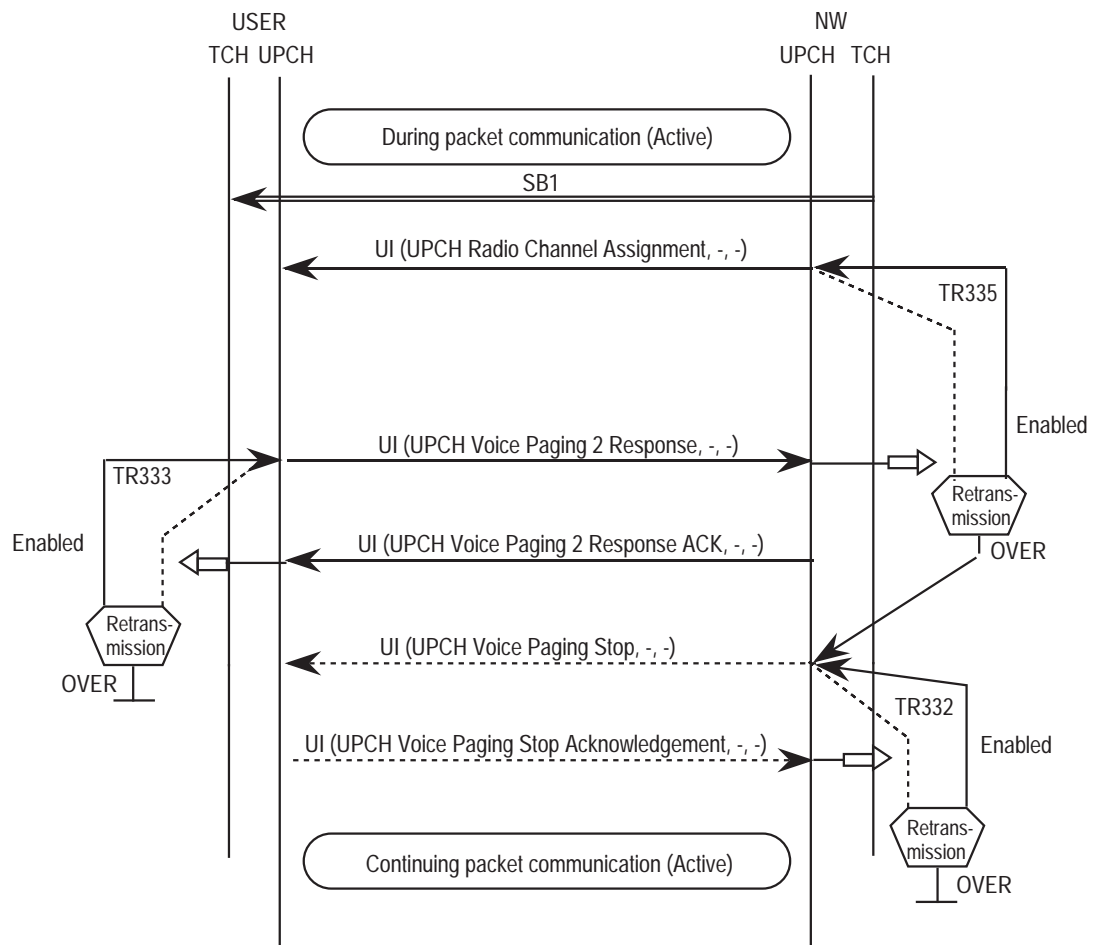 USER
NW
TCH UPCH
UPCH TCH
During packet communication (Active)
SB1
UI (UPCH Radio Channel Assignment, -, -)
TR335
Enabled
UI (UPCH Voice Paging 2 Response, -, -)
TR333
Retrans-
mission
Enabled
UI (UPCH Voice Paging 2 Response ACK, -, -)
OVER
Retrans-
mission
UI (UPCH Voice Paging Stop, -, -)
OVER
TR332
UI (UPCH Voice Paging Stop Acknowledgement, -, -)
Enabled
Retrans-
mission
Continuing packet communication (Active)
OVER